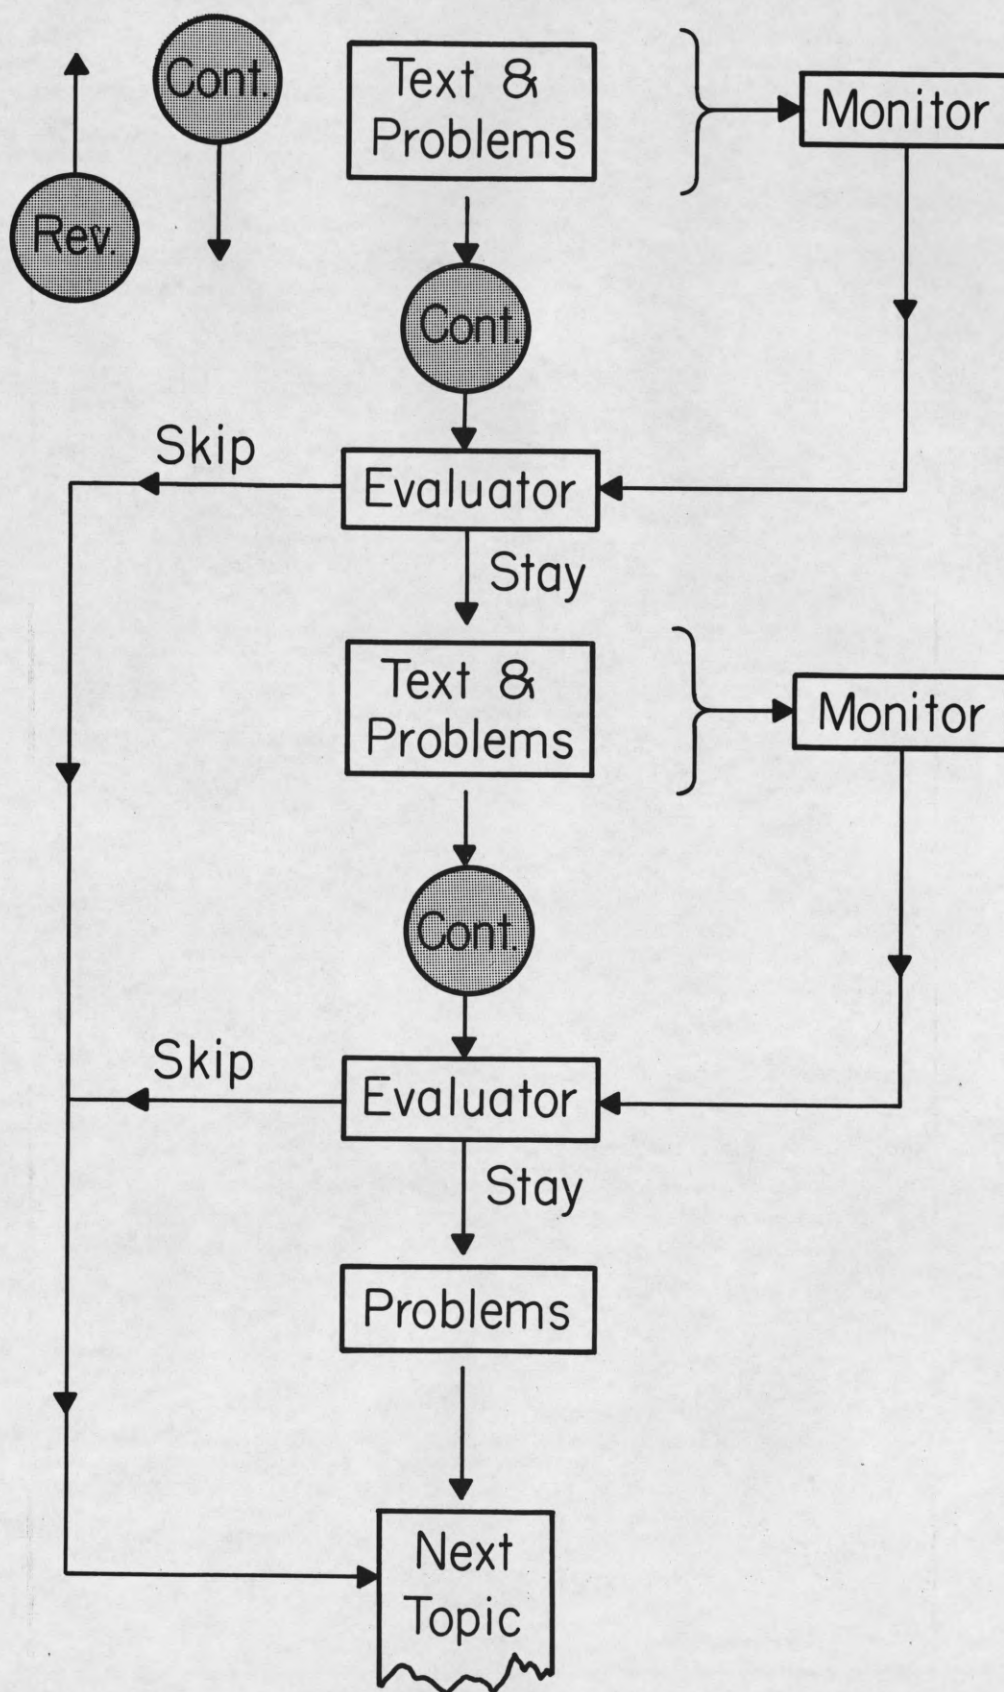 Cont.
Text &
Problems
Monitor
Rev.
Cont.
Skip
Evaluator
Stay
Text &
Problems
Monitor
Cont.
Skip
Evaluator
Stay
Problems
Next
Topic